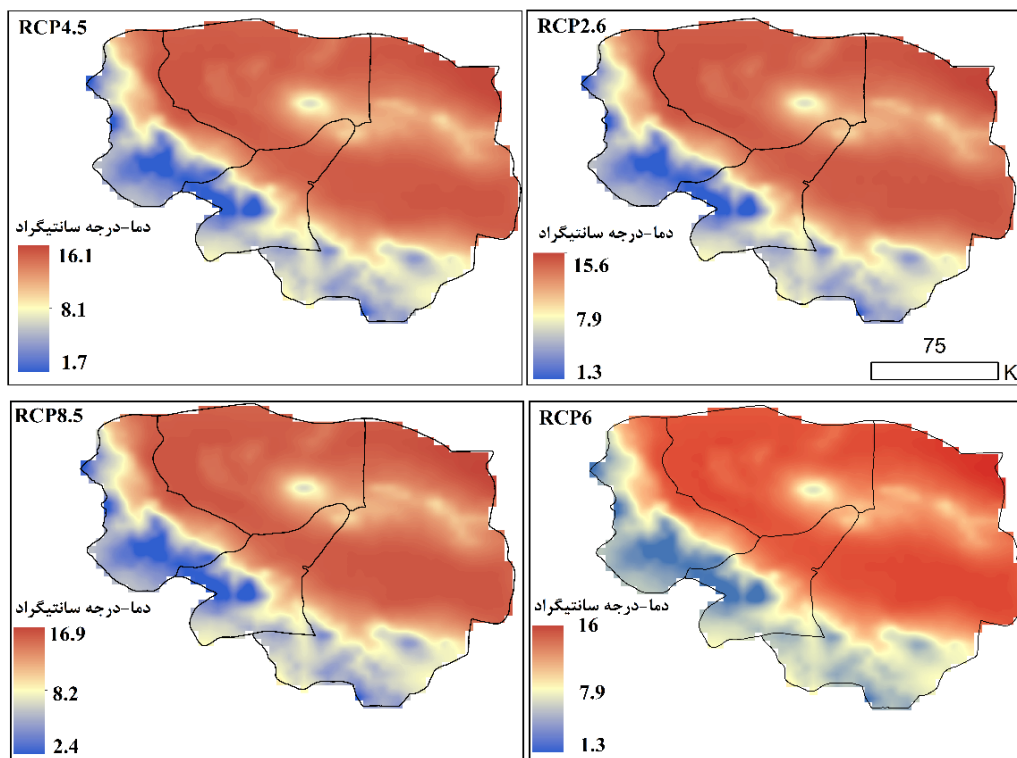 RCP4.5
دما-درجه سانتیگراد
16.1
8.1
1.7
RCP2.6
دما-درجه سانتیگراد
15.6
7.9
1.3
75
K
RCP8.5
دما-درجه سانتیگراد
16.9
8.2
2.4
RCP6
دما-درجه سانتیگراد
16
7.9
1.3